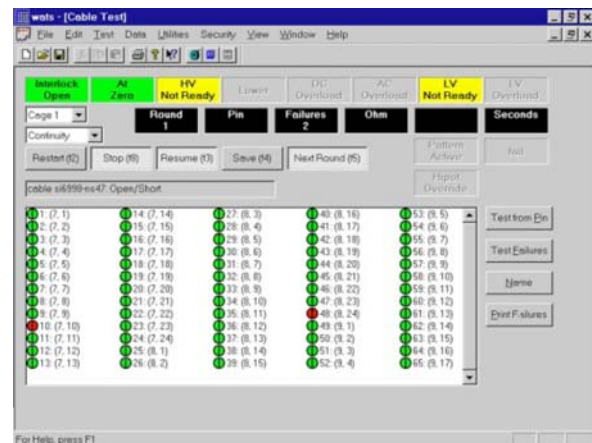 wats - [Cable Test]
File Edit Test Data Utilities Security View Window Help
Interlock Open At Zero HV Not Ready Lower DC Overload AC Overload LV Not Ready LV Overload
Cage 1 Round 1 Pin Failures 2 Ohm Seconds
Continuity
Restart (f2) Stop (f8) Resume (f3) Save (f4) Next Round (f5) Pattern Active
Hipot Override
cable si6998-ns47: Open/Short
1: (7, 1) 14: (7, 14) 27: (8, 3) 40: (8, 16) 53: (9, 5)
2: (7, 2) 15: (7, 15) 28: (8, 4) 41: (8, 17) 54: (9, 6) Test from Pin
3: (7, 3) 16: (7, 16) 29: (8, 5) 42: (8, 18) 55: (9, 7)
4: (7, 4) 17: (7, 17) 30: (8, 6) 43: (8, 19) 56: (9, 8)
5: (7, 5) 18: (7, 18) 31: (8, 7) 44: (8, 20) 57: (9, 9) Test Failures
6: (7, 6) 19: (7, 19) 32: (8, 8) 45: (8, 21) 58: (9, 10)
7: (7, 7) 20: (7, 20) 33: (8, 9) 46: (8, 22) 59: (9, 11) Name
8: (7, 8) 21: (7, 21) 34: (8, 10) 47: (8, 23) 60: (9, 12)
9: (7, 9) 22: (7, 22) 35: (8, 11) 48: (8, 24) 61: (9, 13) Print Failures
10: (7, 10) 23: (7, 23) 36: (8, 12) 49: (9, 1) 62: (9, 14)
11: (7, 11) 24: (7, 24) 37: (8, 13) 50: (9, 2) 63: (9, 15)
12: (7, 12) 25: (8, 1) 38: (8, 14) 51: (9, 3) 64: (9, 16)
13: (7, 13) 26: (8, 2) 39: (8, 15) 52: (9, 4) 65: (9, 17)
For Help, press F1